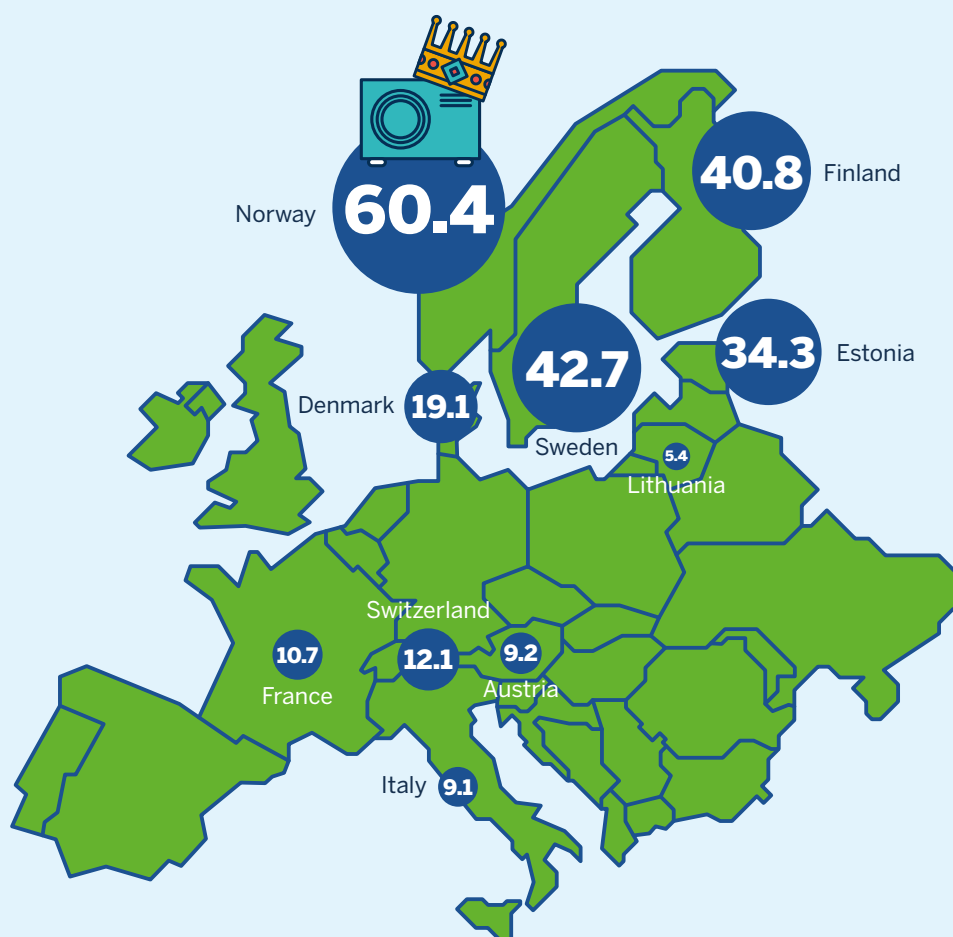 Norway
60.4
40.8
Finland
34.3
Estonia
Denmark
19.1
42.7
Sweden
5.4
Lithuania
Switzerland
12.1
10.7
France
9.2
Austria
Italy
9.1